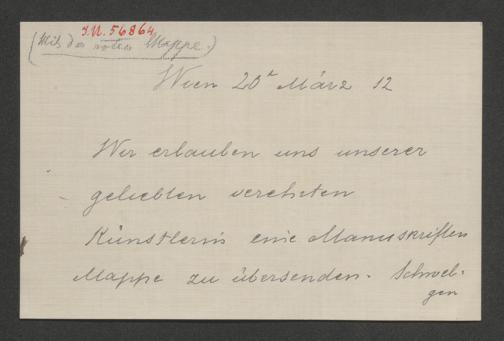 I.N. 56864
(Mit der roten Mappe.)
Wien 20n März 12
Wir erlauben uns unserer
geliebten verehrten
Künstlerin eine Manuskripten
Mappe zu übersenden. Schwei-
gen